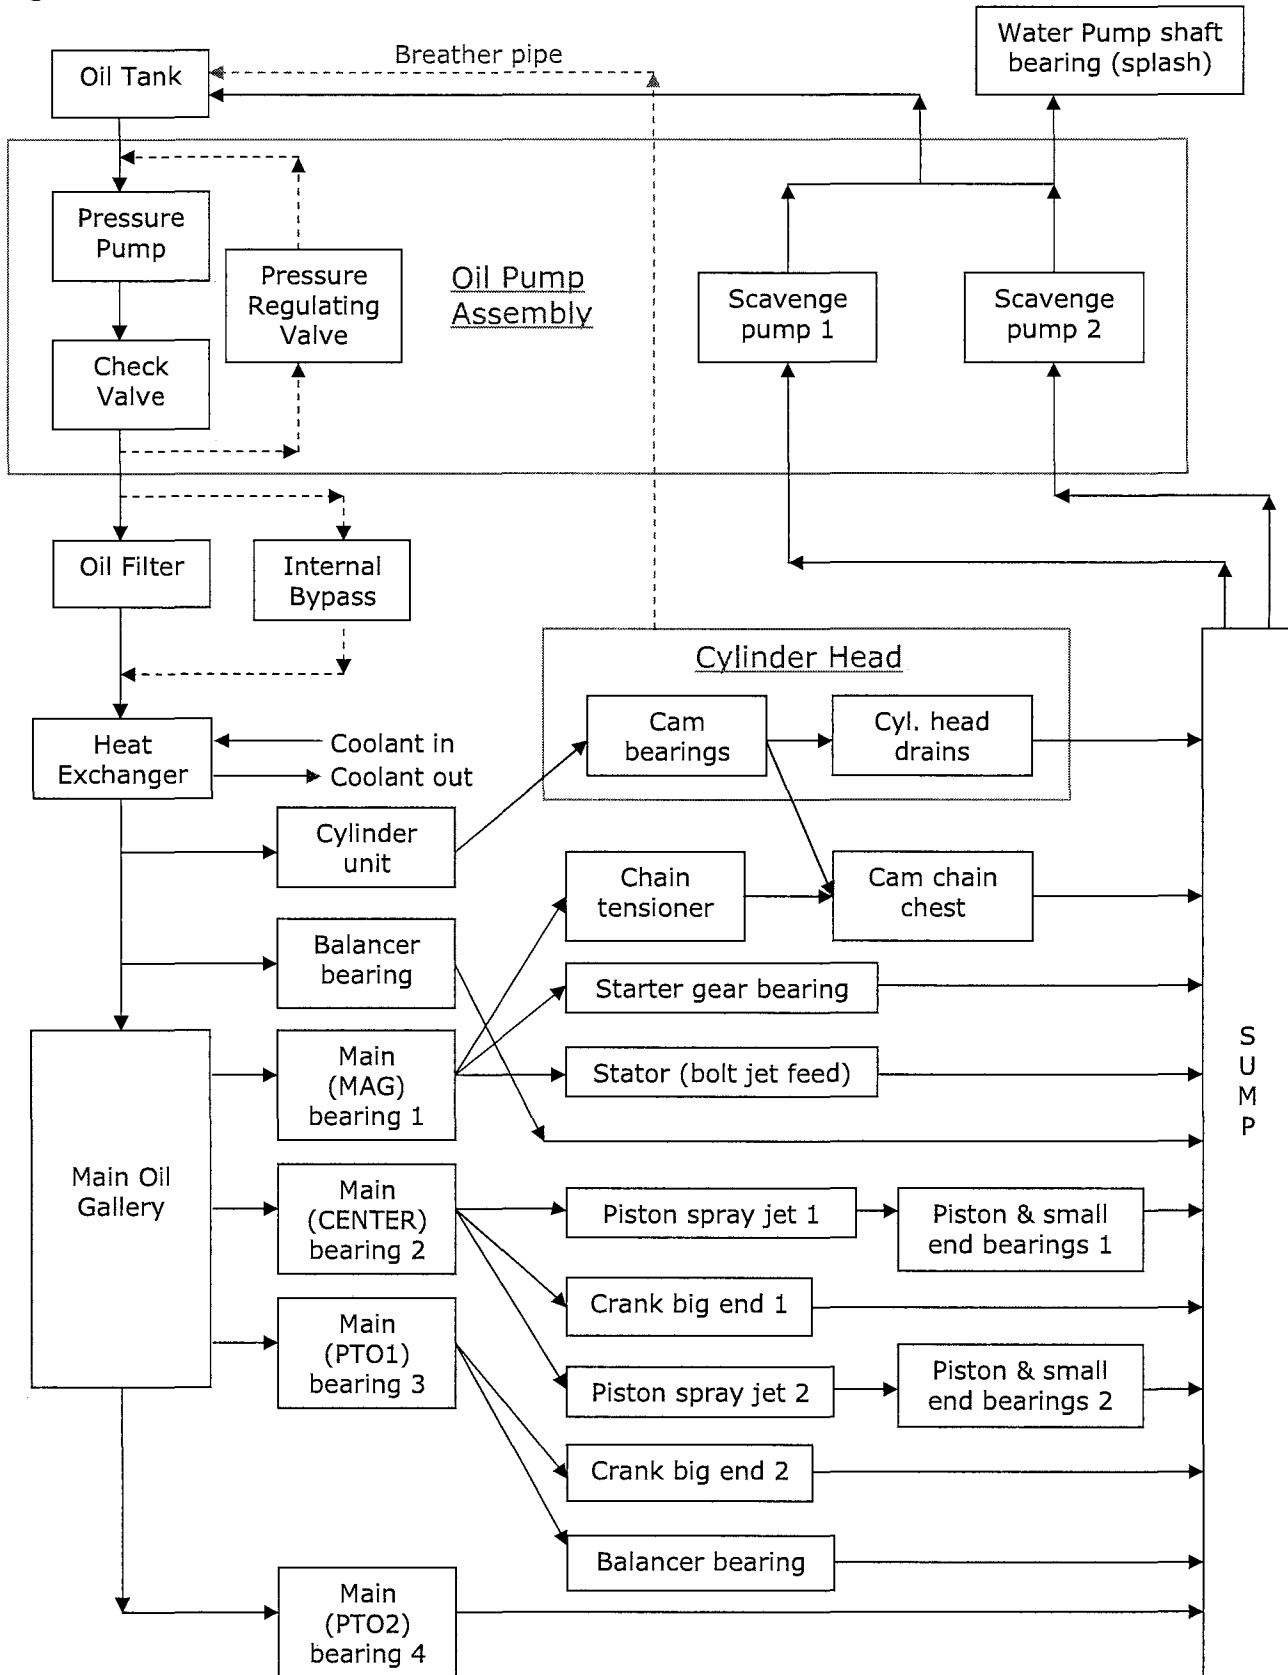 Water Pump shaft
bearing (splash)
Breather pipe
Oil Tank
Pressure
Pump
Pressure
Regulating
Valve
Oil Pump
Assembly
Scavenge
pump 1
Scavenge
pump 2
Check
Valve
Oil Filter
Internal
Bypass
Cylinder Head
Cam
bearings
Cyl. head
drains
Heat
Exchanger
Coolant in
Coolant out
Cylinder
unit
Chain
tensioner
Cam chain
chest
Balancer
bearing
Starter gear bearing
Main
(MAG)
bearing 1
Stator (bolt jet feed)
S
U
M
P
Main Oil
Gallery
Main
(CENTER)
bearing 2
Piston spray jet 1
Piston & small
end bearings 1
Crank big end 1
Main
(PTO1)
bearing 3
Piston spray jet 2
Piston & small
end bearings 2
Crank big end 2
Balancer bearing
Main
(PTO2)
bearing 4